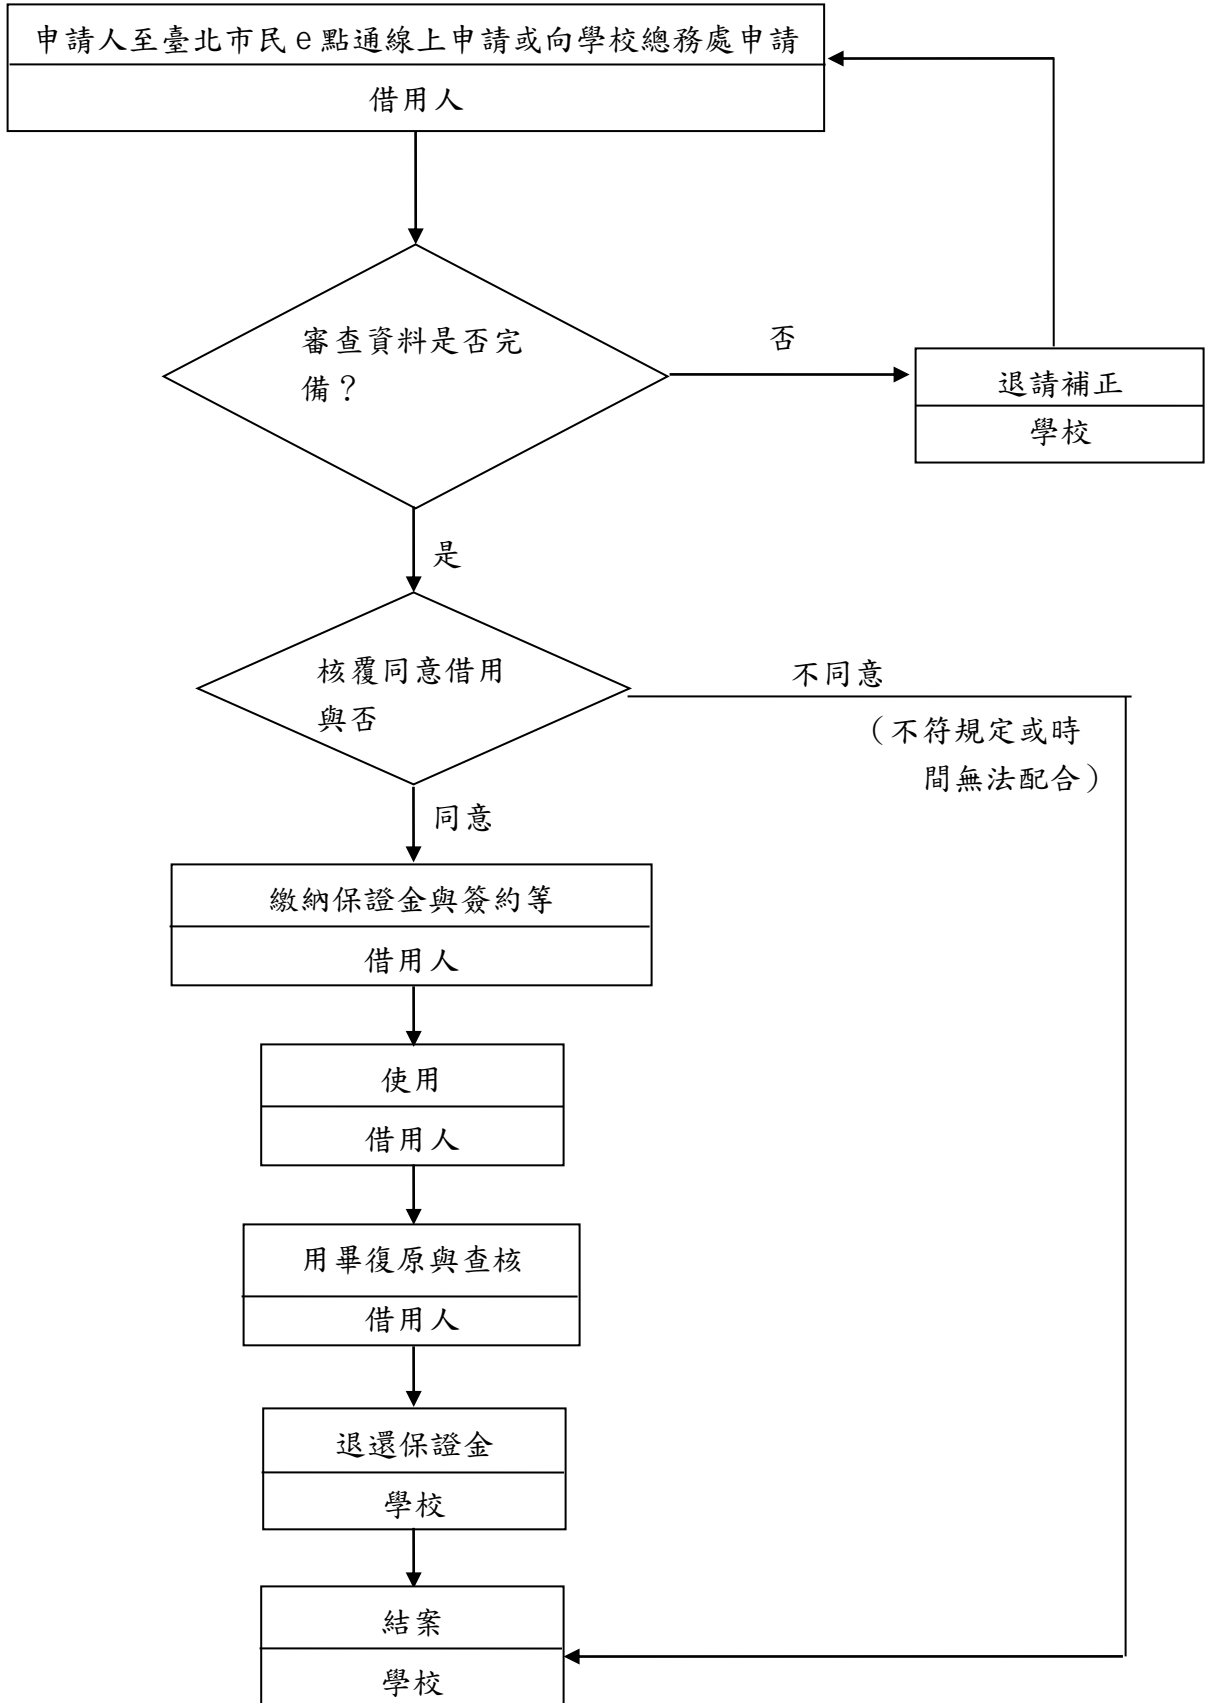 申請人至臺北市民e點通線上申請或向學校總務處申請
借用人
審查資料是否完
備？
否
退請補正
學校
是
核覆同意借用
與否
不同意
（不符規定或時
間無法配合）
同意
繳納保證金與簽約等
借用人
使用
借用人
用畢復原與查核
借用人
退還保證金
學校
結案
學校